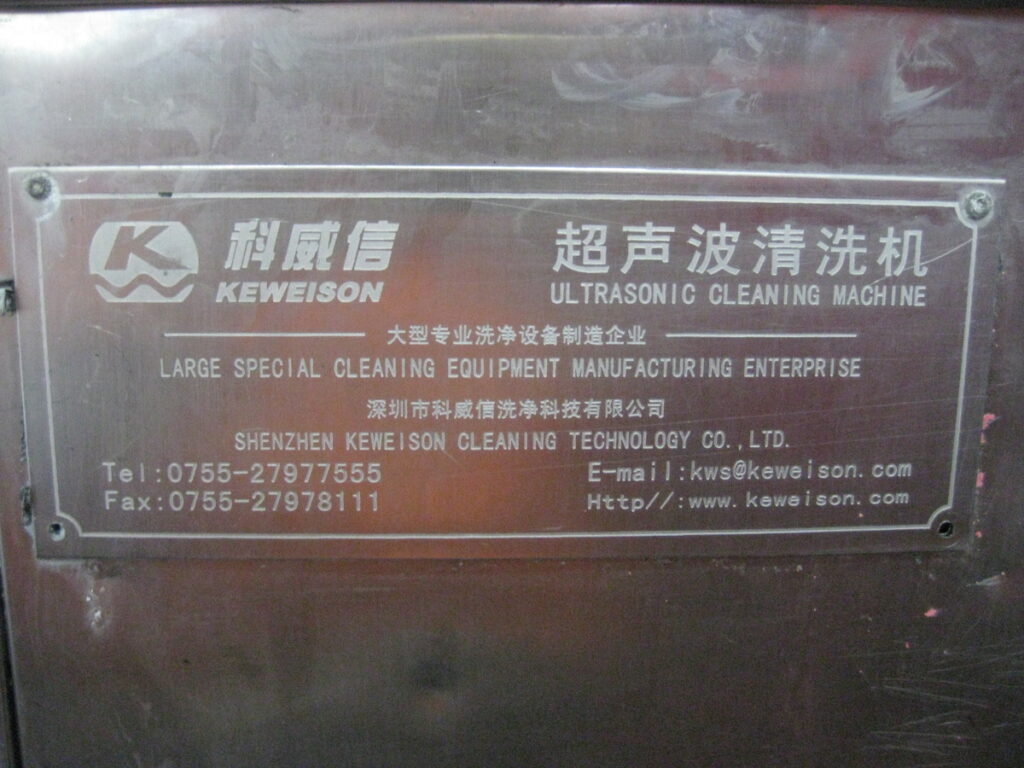 科威信 超声波清洗机
KEWEISON ULTRASONIC CLEANING MACHINE
大型专业洗净设备制造企业
LARGE SPECIAL CLEANING EQUIPMENT MANUFACTURING ENTERPRISE
深圳市科威信洗净科技有限公司
SHENZHEN KEWEISON CLEANING TECHNOLOGY CO.,LTD.
Tel:0755-27977555 E-mail:kws@keweison.com
Fax:0755-27978111 Http//:www.keweison.com